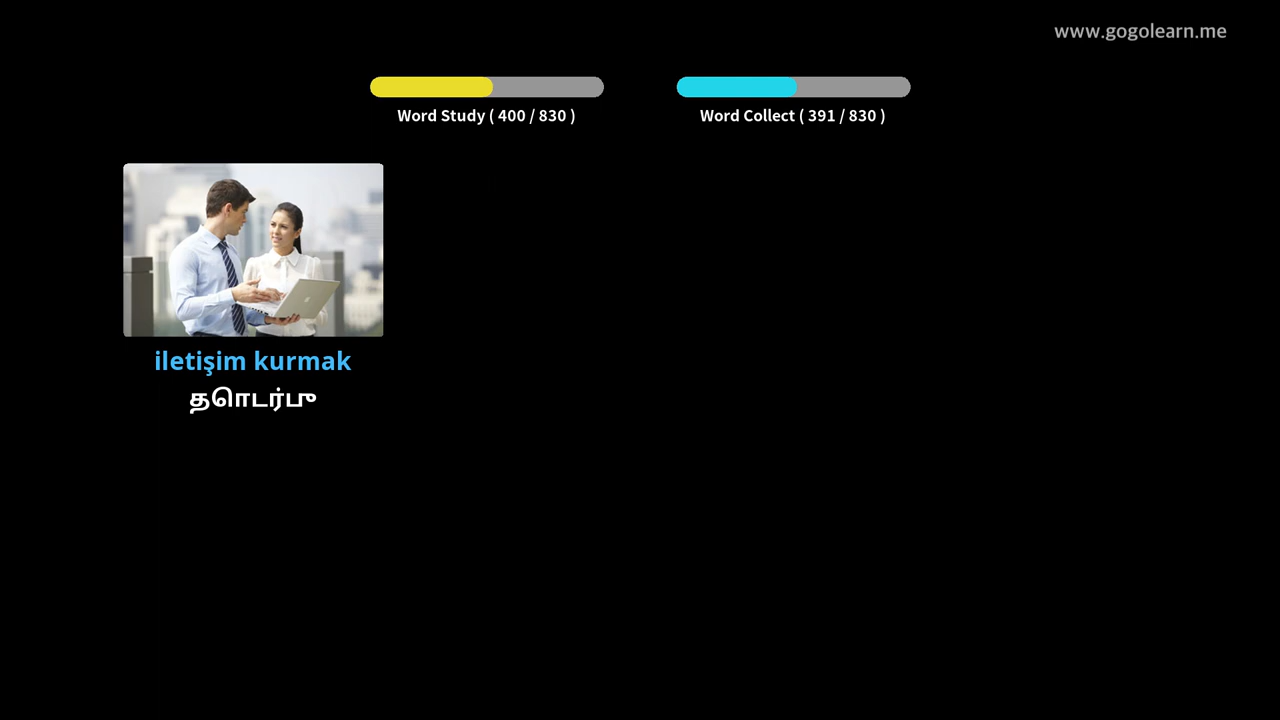 www.gogolearn.me
Word Study ( 400 / 830 )
Word Collect ( 391 / 830 )
iletişim kurmak
தொடர்பு